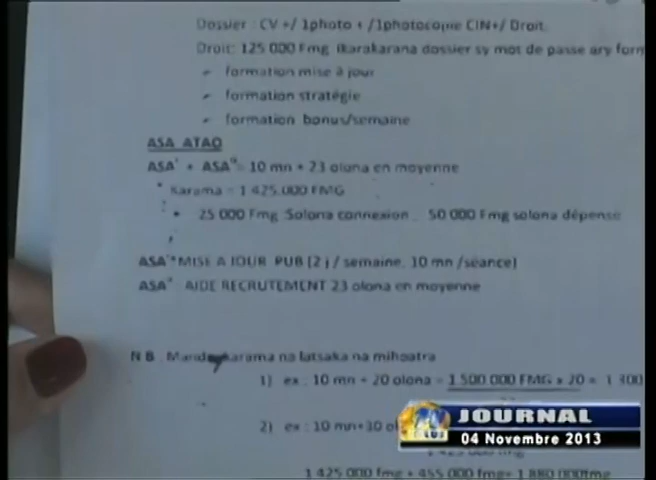 Dossier : CV +/ 1photo + /1photocopie CIN+/ Droit.
Droit: 125 000 Fmg ikarakarana dossier sy mot de passe ary form
formation mise à jour
formation stratégie
formation bonus/semaine
ASA ATAO
ASA' + ASA"= 10 mn + 23 olona en moyenne
Karama = 1 425 000 FMG
25 000 Fmg Solona connexion 50 000 Fmg solona dépense
ASA' MISE A JOUR PUB (2 j / semaine, 10 mn /séance)
ASA" AIDE RECRUTEMENT 23 olona en moyenne
N B Karama na latsaka na mihoatra
1) ex : 10 mn + 20 olona = 1 500 000 FMG x 20 = 1 300
2) ex : 10 mn+30
1 425 000 fmg + 455 000 fmg= 1 880 000fmg
JOURNAL
04 Novembre 2013